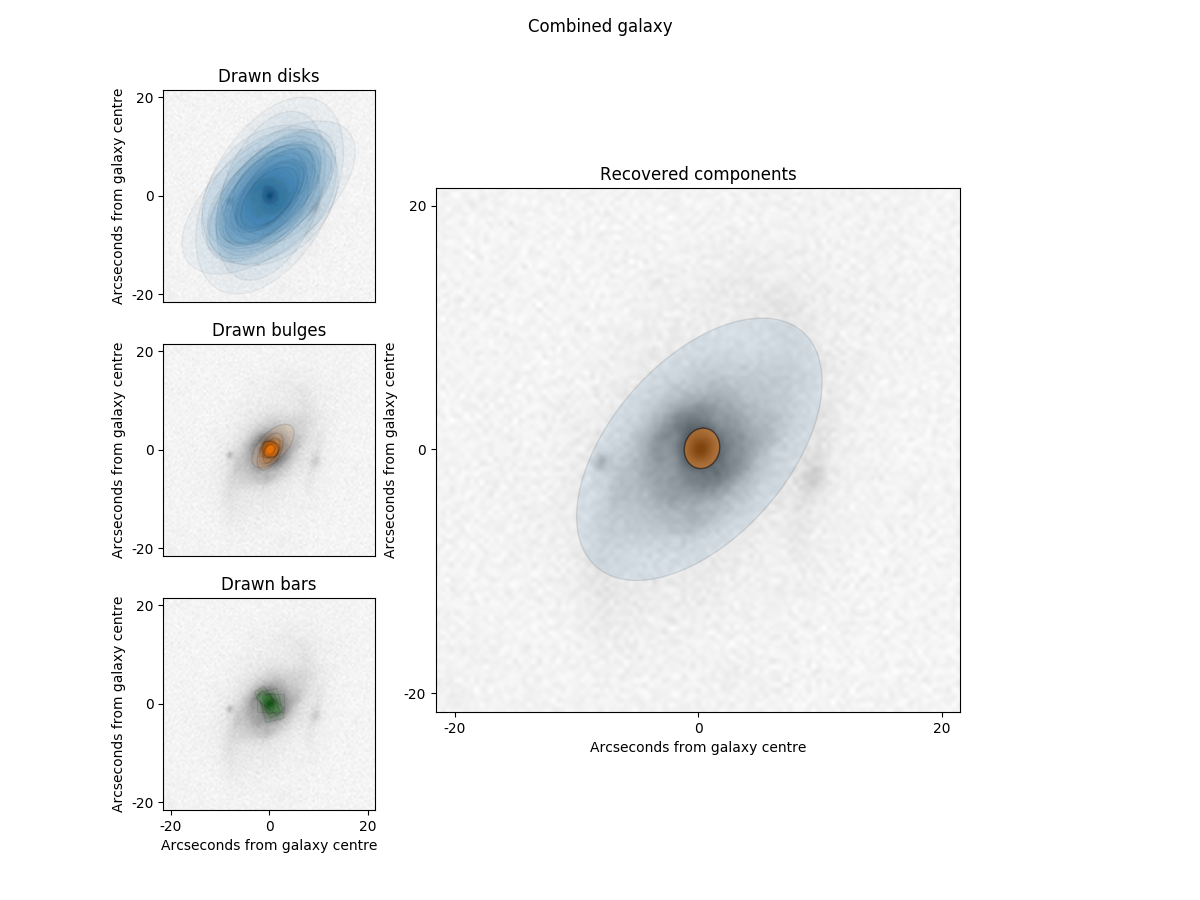 Combined galaxy
Drawn disks
Arcseconds from galaxy centre
20
0
-20
Drawn bulges
Arcseconds from galaxy centre
20
0
-20
Drawn bars
Arcseconds from galaxy centre
20
0
-20
-20 0 20
Arcseconds from galaxy centre
Recovered components
Arcseconds from galaxy centre
20
0
-20
-20 0 20
Arcseconds from galaxy centre